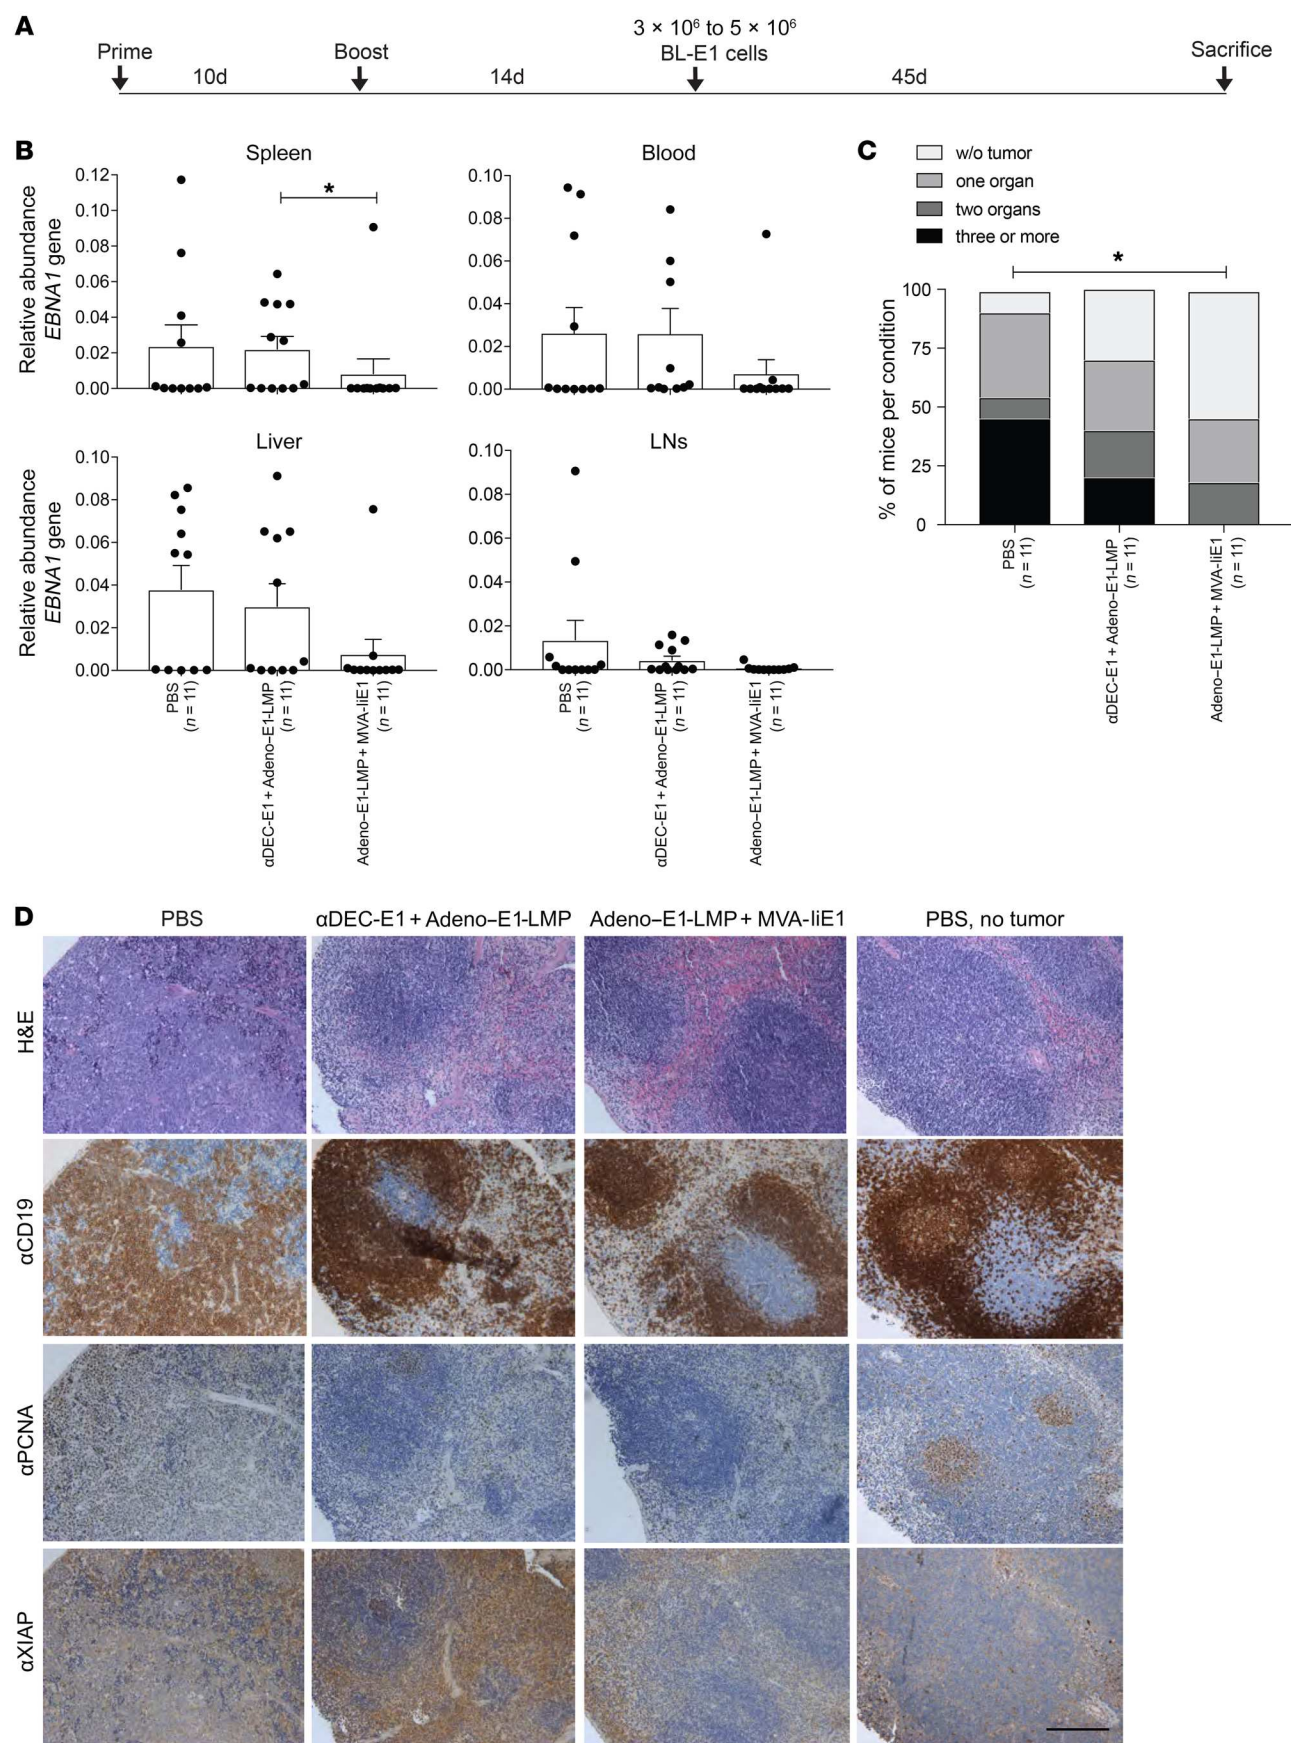 A
3 × 10⁶ to 5 × 10⁶
Prime
Boost
BL-E1 cells
Sacrifice
10d
14d
45d
B
Spleen
Relative abundance
EBNA1 gene
0.12
0.10
0.08
0.06
0.04
0.02
0.00
*
Blood
0.10
0.08
0.06
0.04
0.02
0.00
Liver
Relative abundance
EBNA1 gene
0.10
0.08
0.06
0.04
0.02
0.00
PBS
(n = 11)
αDEC-E1 + Adeno–E1-LMP
(n = 11)
Adeno–E1-LMP + MVA-IiE1
(n = 11)
LNs
0.10
0.08
0.06
0.04
0.02
0.00
PBS
(n = 11)
αDEC-E1 + Adeno–E1-LMP
(n = 11)
Adeno–E1-LMP + MVA-IiE1
(n = 11)
C
w/o tumor
one organ
two organs
three or more
*
% of mice per condition
100
75
50
25
0
PBS
(n = 11)
αDEC-E1 + Adeno–E1-LMP
(n = 11)
Adeno–E1-LMP + MVA-IiE1
(n = 11)
D
PBS
αDEC-E1 + Adeno–E1-LMP
Adeno–E1-LMP + MVA-IiE1
PBS, no tumor
H&E
αCD19
αPCNA
αXIAP